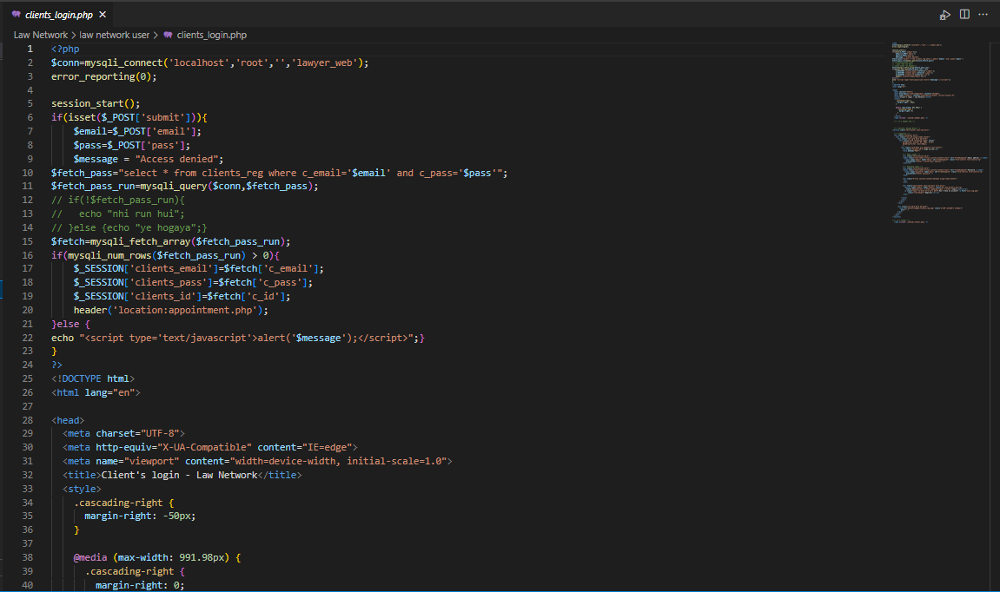 clients_login.php
Law Network > law network user > clients_login.php
1 <?php
2 $conn=mysqli_connect('localhost','root','','lawyer_web');
3 error_reporting(0);
4
5 session_start();
6 if(isset($_POST['submit'])){
7     $email=$_POST['email'];
8     $pass=$_POST['pass'];
9     $message = "Access denied";
10 $fetch_pass="select * from clients_reg where c_email='$email' and c_pass='$pass'";
11 $fetch_pass_run=mysqli_query($conn,$fetch_pass);
12 // if(!$fetch_pass_run){
13 //   echo "nhi run hui";
14 // }else {echo "ye hogaya";}
15 $fetch=mysqli_fetch_array($fetch_pass_run);
16 if(mysqli_num_rows($fetch_pass_run) > 0){
17     $_SESSION['clients_email']=$fetch['c_email'];
18     $_SESSION['clients_pass']=$fetch['c_pass'];
19     $_SESSION['clients_id']=$fetch['c_id'];
20     header('location:appointment.php');
21 }else {
22 echo "<script type='text/javascript'>alert('$message');</script>";}
23 }
24 ?>
25 <!DOCTYPE html>
26 <html lang="en">
27
28 <head>
29   <meta charset="UTF-8">
30   <meta http-equiv="X-UA-Compatible" content="IE=edge">
31   <meta name="viewport" content="width=device-width, initial-scale=1.0">
32   <title>Client's login - Law Network</title>
33   <style>
34     .cascading-right {
35       margin-right: -50px;
36     }
37
38     @media (max-width: 991.98px) {
39       .cascading-right {
40         margin-right: 0;